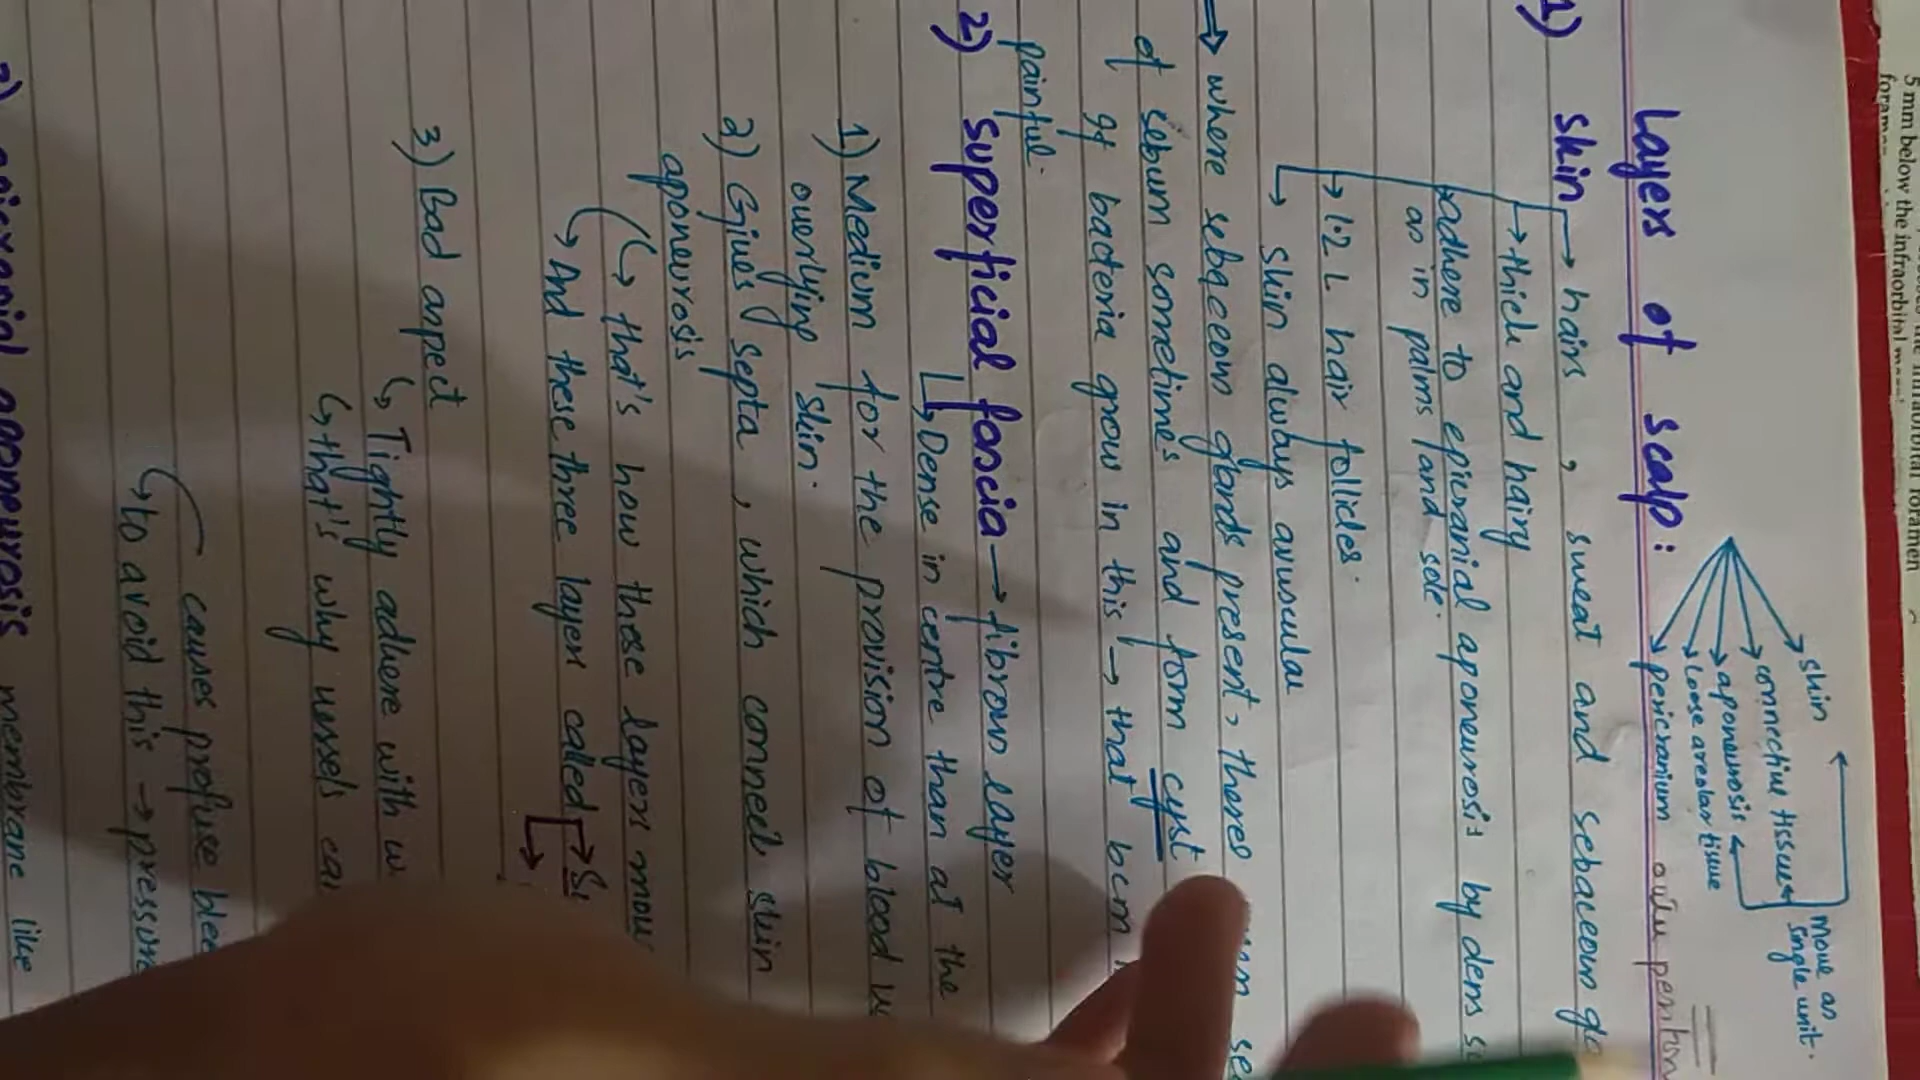 5 mm below the infraorbital foramen
Layers of scalp:
skin
connective tissue
aponeurosis
loose areolar tissue
pericranium
move as
single unit.
1) skin → hairs , sweat and sebaceous
→ thick and hairy
adhere to epicranial aponeurosis by dens
as in palms and sole.
→ 1.2 L hair follicles.
→ skin always avascular
→ where sebaceous glands present, theres
of sebum sometimes and form cyst
gf bacteria grow in this → that
painful.
2) superficial fascia → fibrous layer
→ Dense in centre than at the
1) Medium for the provision of blood
overlying skin.
2) Gives septa , which connect skin
aponeurosis
→ that's how these layers move
→ And these three layers called
3) Bad aspect
→ Tightly adhere with
→ that's why vessels
causes profuse
→ to avoid this → pressure
aponeurosis membrane like